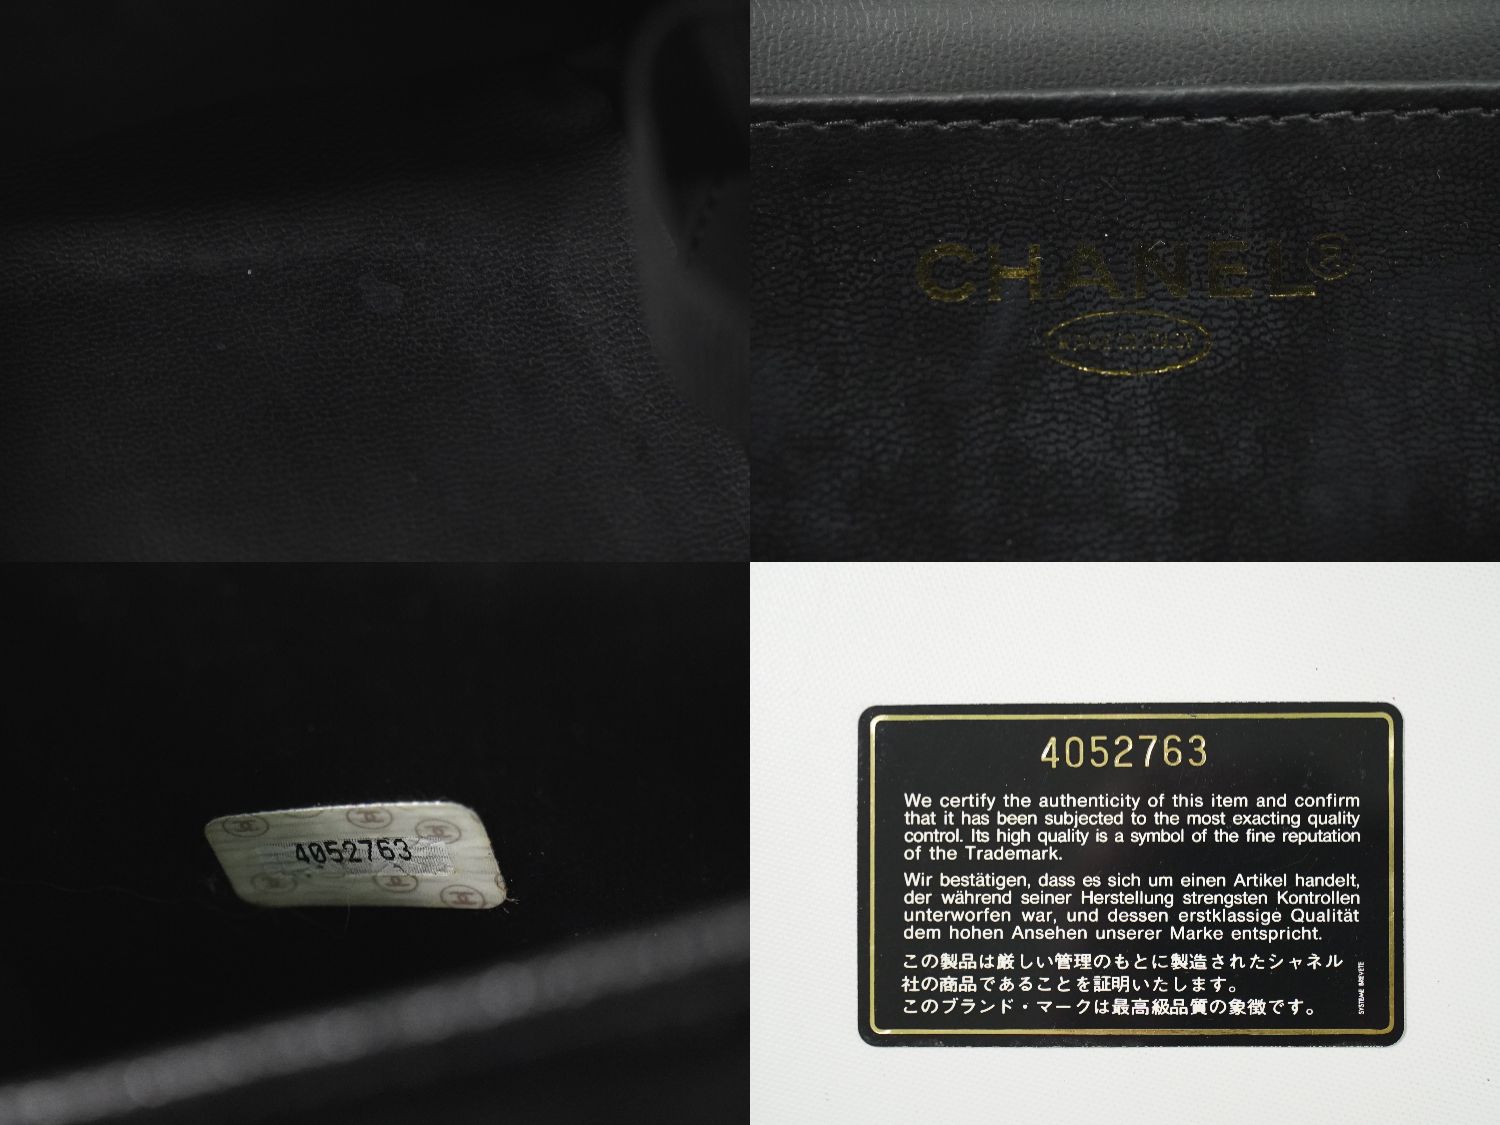 CHANEL®
MADE IN ITALY
4052763
4052763
We certify the authenticity of this item and confirm
that it has been subjected to the most exacting quality
control. Its high quality is a symbol of the fine reputation
of the Trademark.
Wir bestätigen, dass es sich um einen Artikel handelt,
der während seiner Herstellung strengsten Kontrollen
unterworfen war, und dessen erstklassige Qualität
dem hohen Ansehen unserer Marke entspricht.
この製品は厳しい管理のもとに製造されたシャネル
社の商品であることを証明いたします。
このブランド・マークは最高級品質の象徴です。
SYSTEME BREVETE